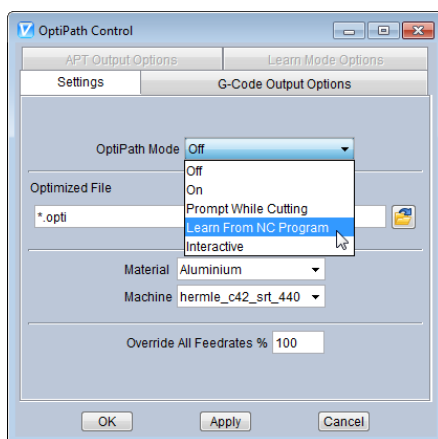 OptiPath Control
APT Output Options Learn Mode Options
Settings G-Code Output Options
OptiPath Mode Off
Off
On
Prompt While Cutting
Learn From NC Program
Interactive
Optimized File
*.opti
Material Aluminium
Machine hermle_c42_srt_440
Override All Feedrates % 100
OK Apply Cancel